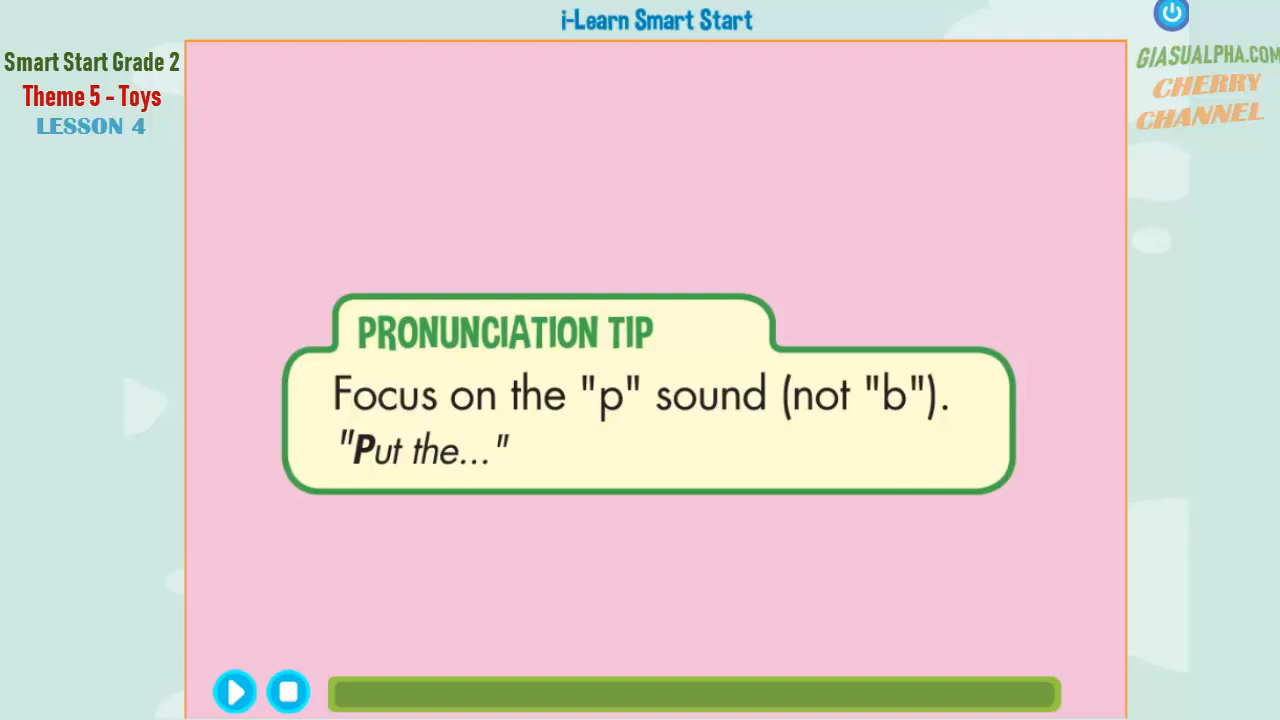 i-Learn Smart Start
Smart Start Grade 2
Theme 5 - Toys
LESSON 4
GIASUALPHA.COM
CHERRY
CHANNEL
PRONUNCIATION TIP
Focus on the "p" sound (not "b").
"Put the..."